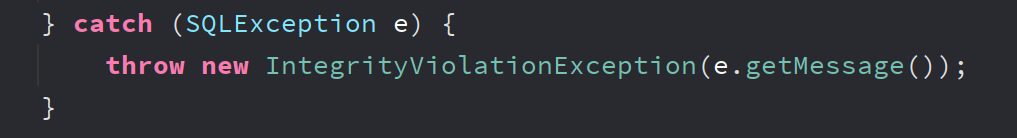 } catch (SQLException e) {
    throw new IntegrityViolationException(e.getMessage());
}